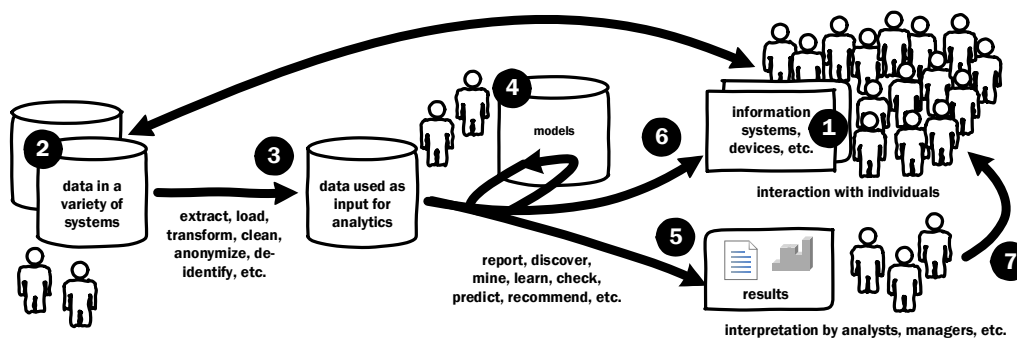 2
data in a
variety of
systems
extract, load,
transform, clean,
anonymize, de-
identify, etc.
3
data used as
input for
analytics
4
models
report, discover,
mine, learn, check,
predict, recommend, etc.
6
information
systems,
devices, etc.
1
interaction with individuals
5
results
7
interpretation by analysts, managers, etc.